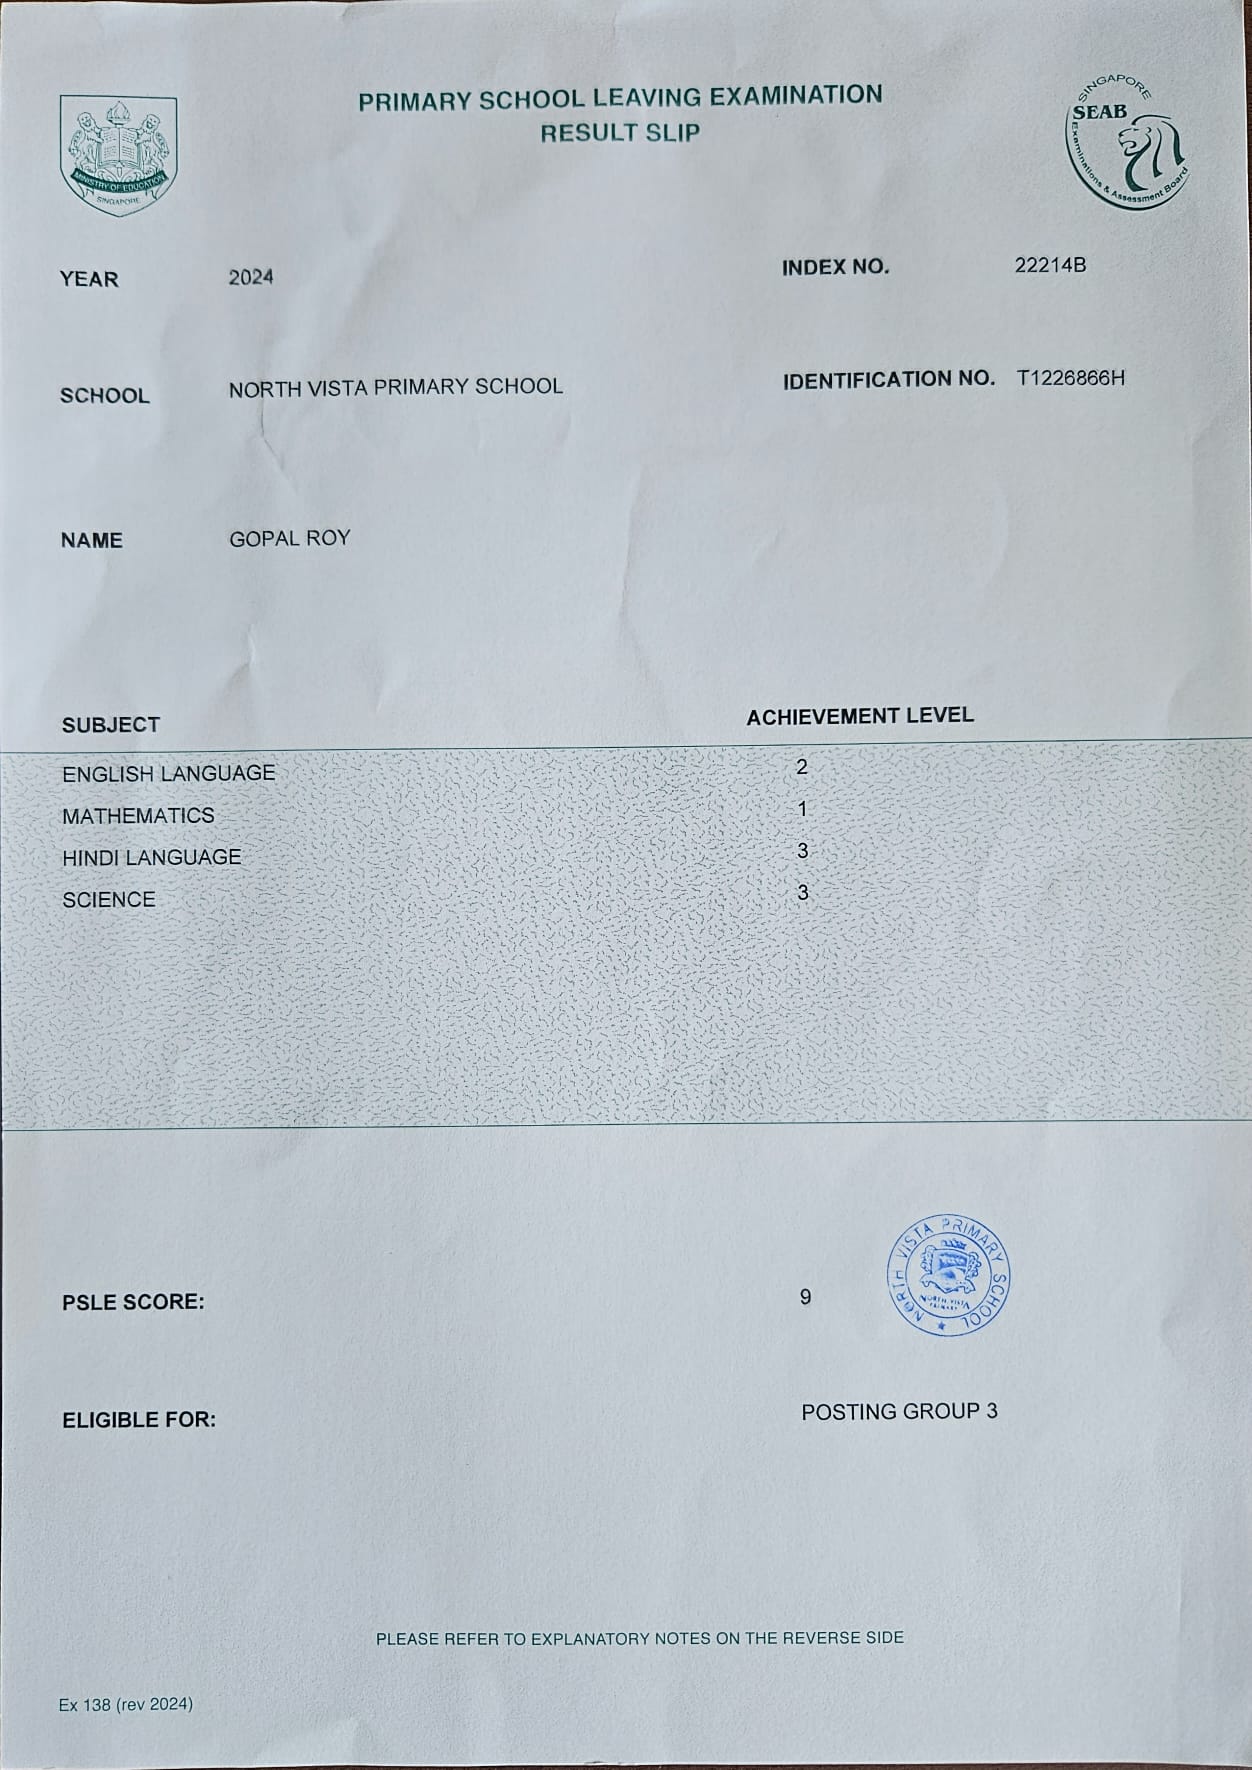 PRIMARY SCHOOL LEAVING EXAMINATION
RESULT SLIP
MINISTRY OF EDUCATION
SINGAPORE
SINGAPORE
SEAB
Examinations & Assessment Board
YEAR 2024 INDEX NO. 22214B
SCHOOL NORTH VISTA PRIMARY SCHOOL IDENTIFICATION NO. T1226866H
NAME GOPAL ROY
SUBJECT ACHIEVEMENT LEVEL
ENGLISH LANGUAGE 2
MATHEMATICS 1
HINDI LANGUAGE 3
SCIENCE 3
NORTH VISTA PRIMARY SCHOOL
NORTH VISTA
PRIMARY
PSLE SCORE: 9
ELIGIBLE FOR: POSTING GROUP 3
PLEASE REFER TO EXPLANATORY NOTES ON THE REVERSE SIDE
Ex 138 (rev 2024)